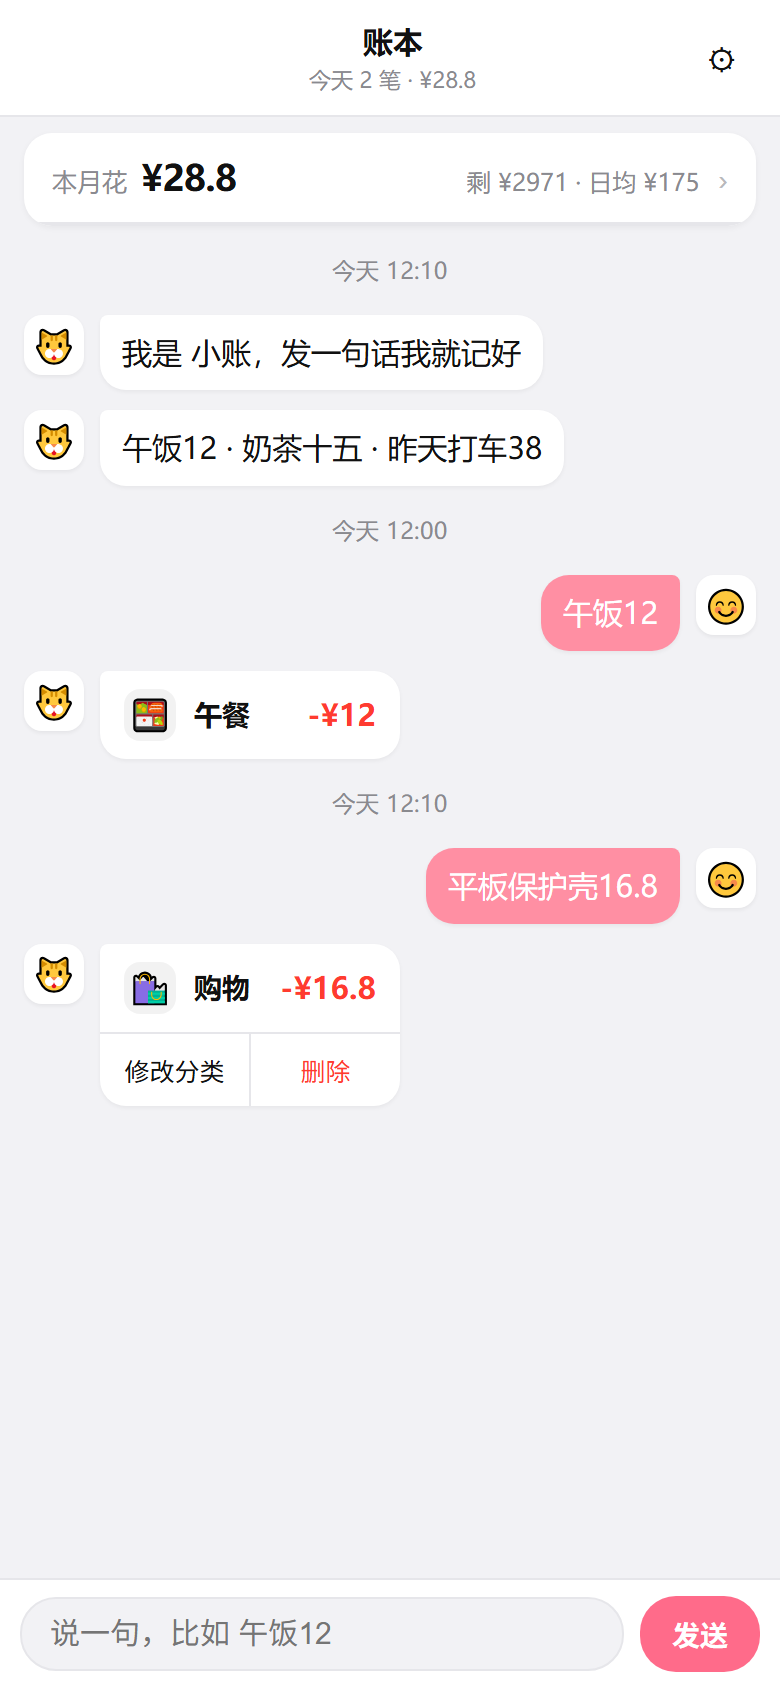 账本
今天 2 笔 · ¥28.8
本月花 ¥28.8 剩 ¥2971 · 日均 ¥175 ›
今天 12:10
我是 小账，发一句话我就记好
午饭12 · 奶茶十五 · 昨天打车38
今天 12:00
午饭12
午餐 -¥12
今天 12:10
平板保护壳16.8
购物 -¥16.8
修改分类 删除
说一句，比如 午饭12 发送